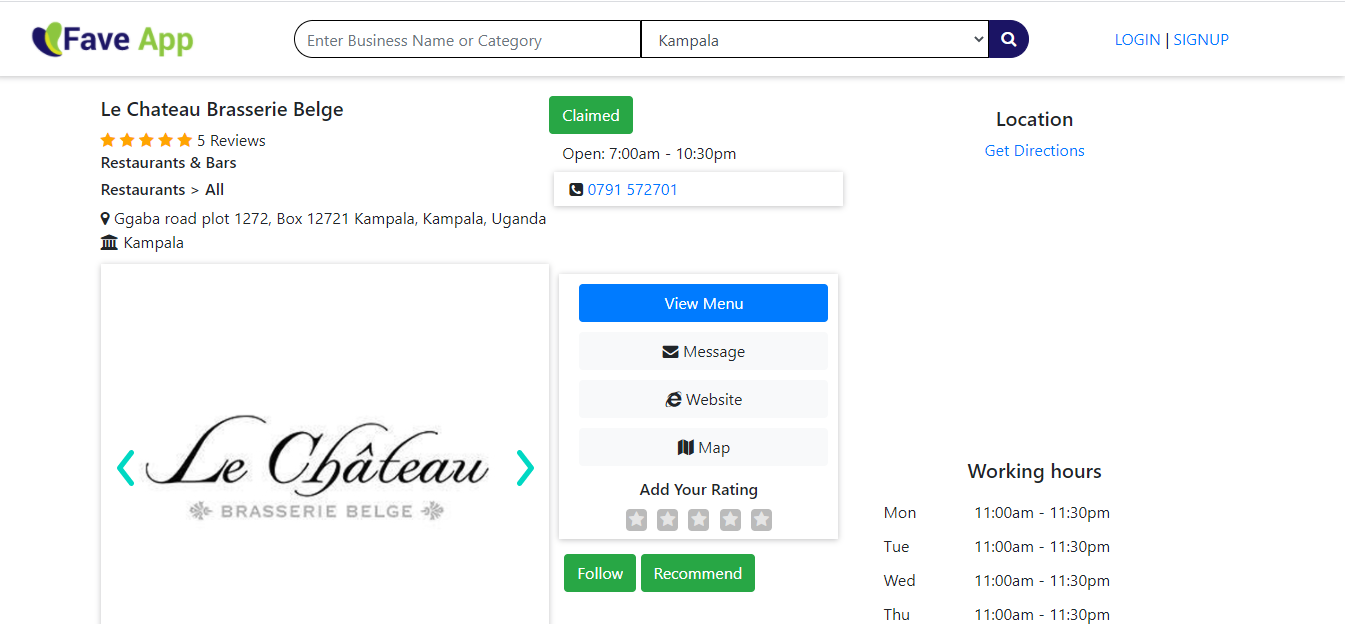 Fave App
Enter Business Name or Category
Kampala
LOGIN | SIGNUP
Le Chateau Brasserie Belge
5 Reviews
Restaurants & Bars
Restaurants > All
Ggaba road plot 1272, Box 12721 Kampala, Kampala, Uganda
Kampala
Claimed
Open: 7:00am - 10:30pm
0791 572701
Location
Get Directions
Le Château
BRASSERIE BELGE
View Menu
Message
Website
Map
Add Your Rating
Follow
Recommend
Working hours
Mon 11:00am - 11:30pm
Tue 11:00am - 11:30pm
Wed 11:00am - 11:30pm
Thu 11:00am - 11:30pm